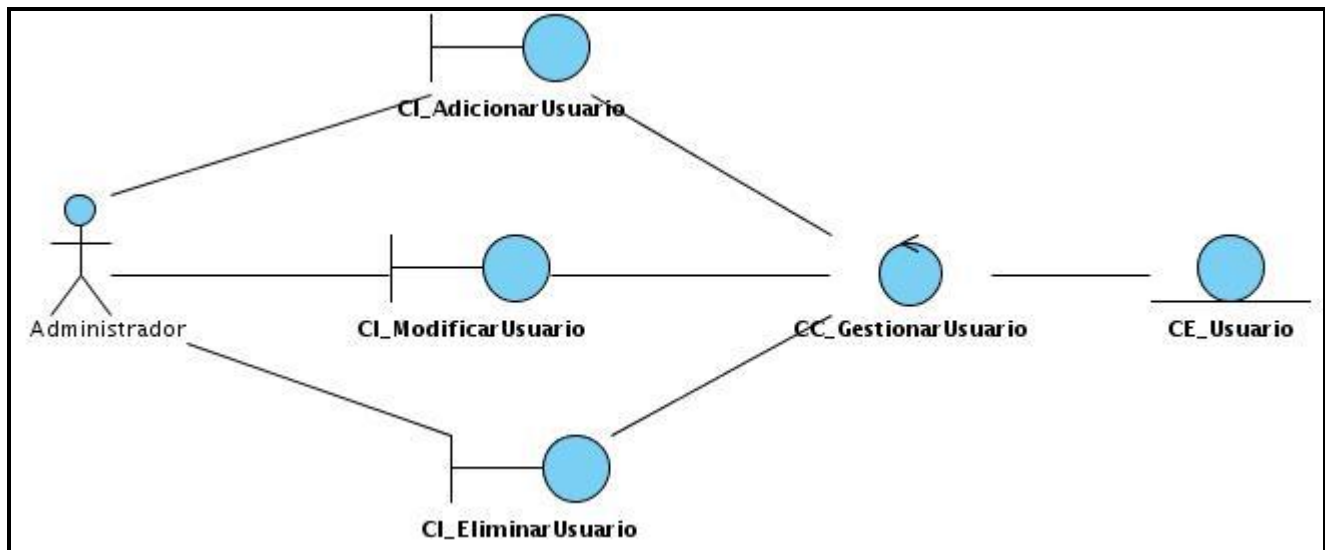 CI_AdicionarUsuario
Administrador
CI_ModificarUsuario
CC_GestionarUsuario
CE_Usuario
CI_EliminarUsuario